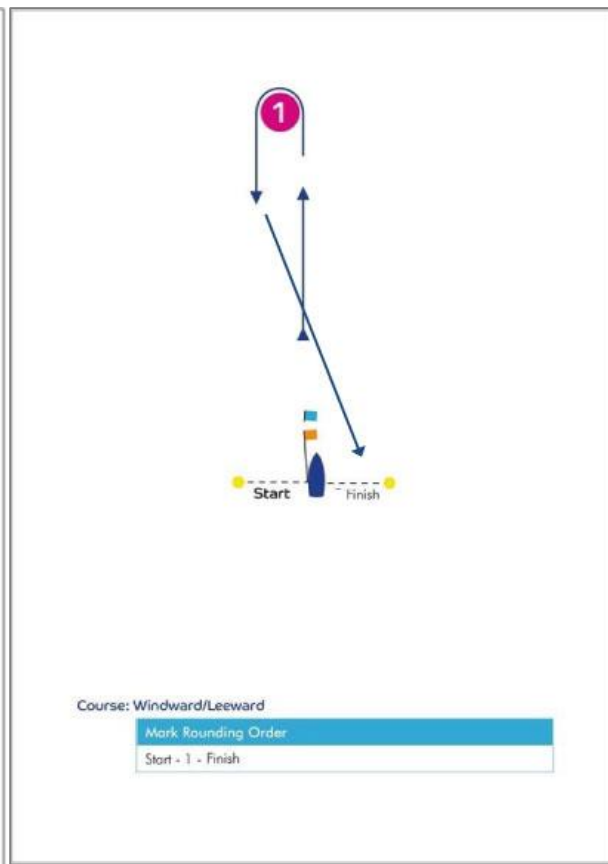 1
Start Finish
Course: Windward/Leeward
Mark Rounding Order
Start - 1 - Finish